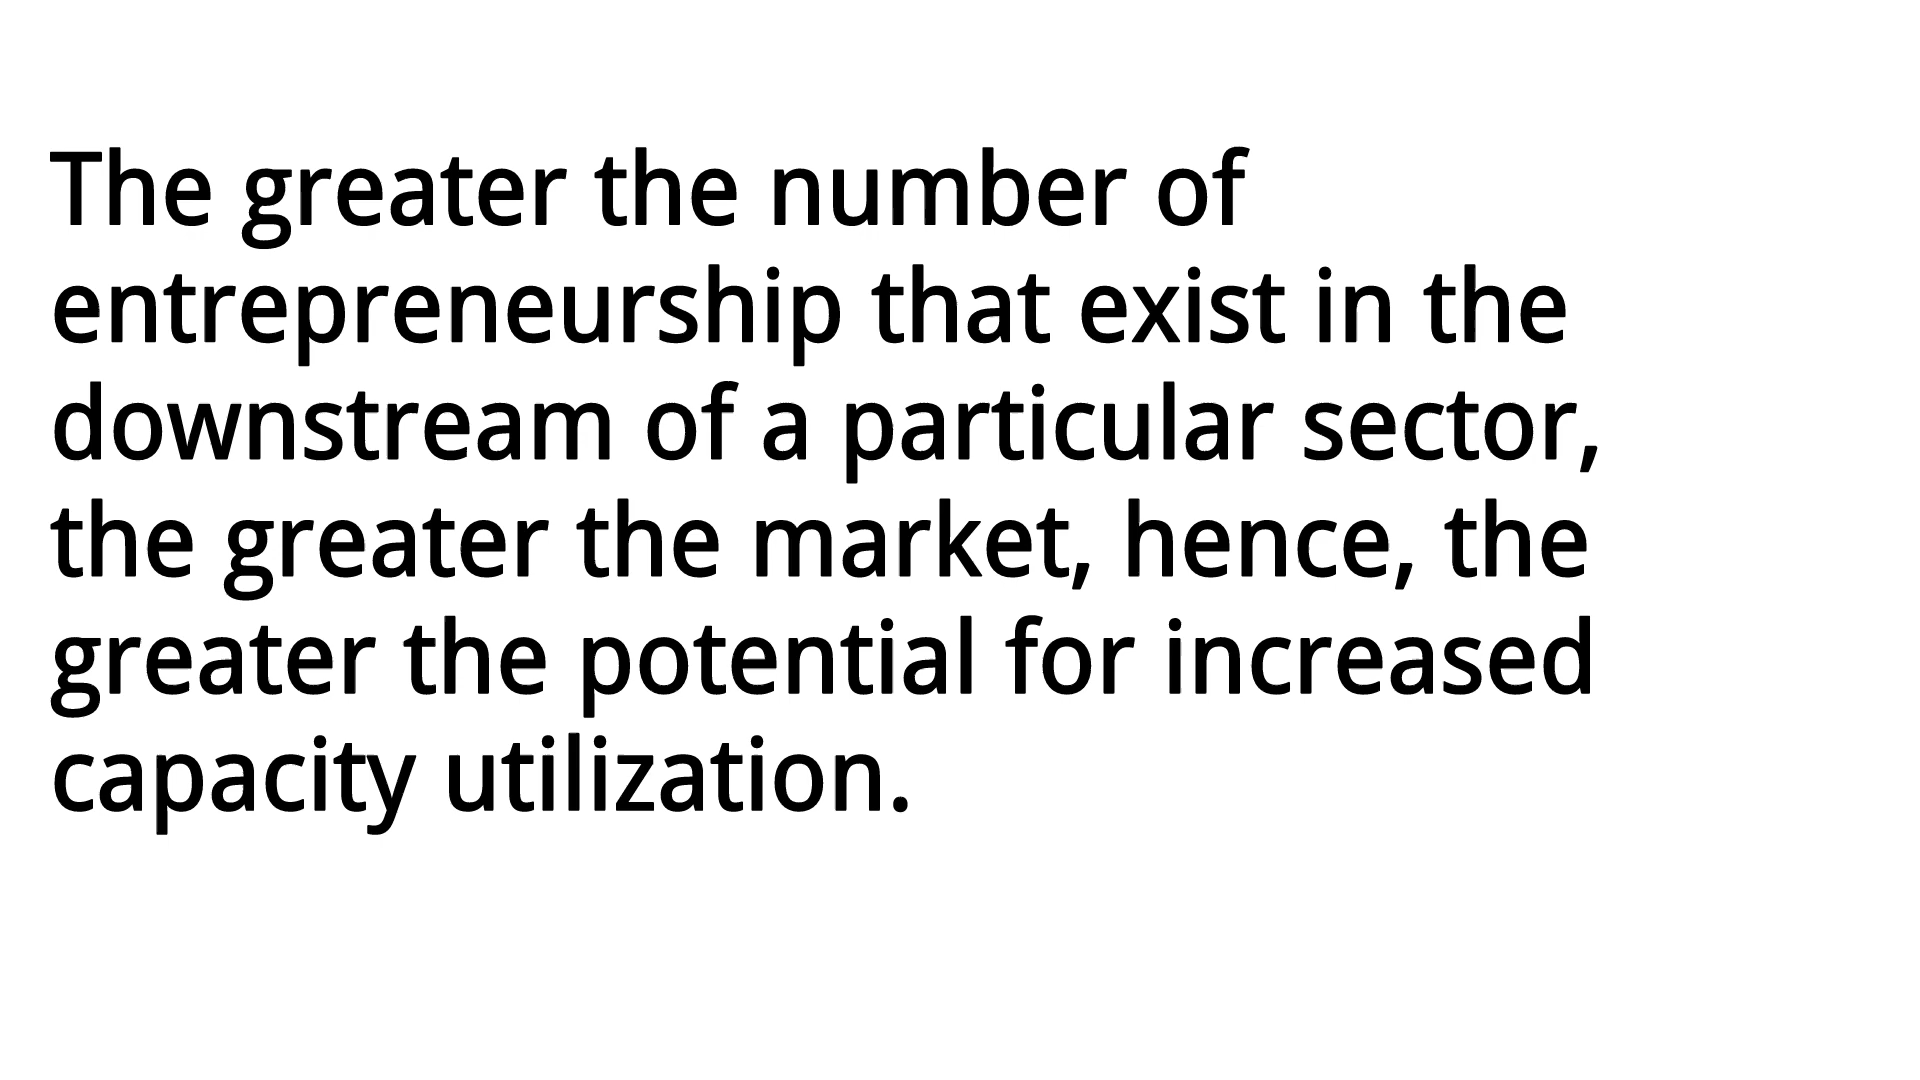 The greater the number of
entrepreneurship that exist in the
downstream of a particular sector,
the greater the market, hence, the
greater the potential for increased
capacity utilization.